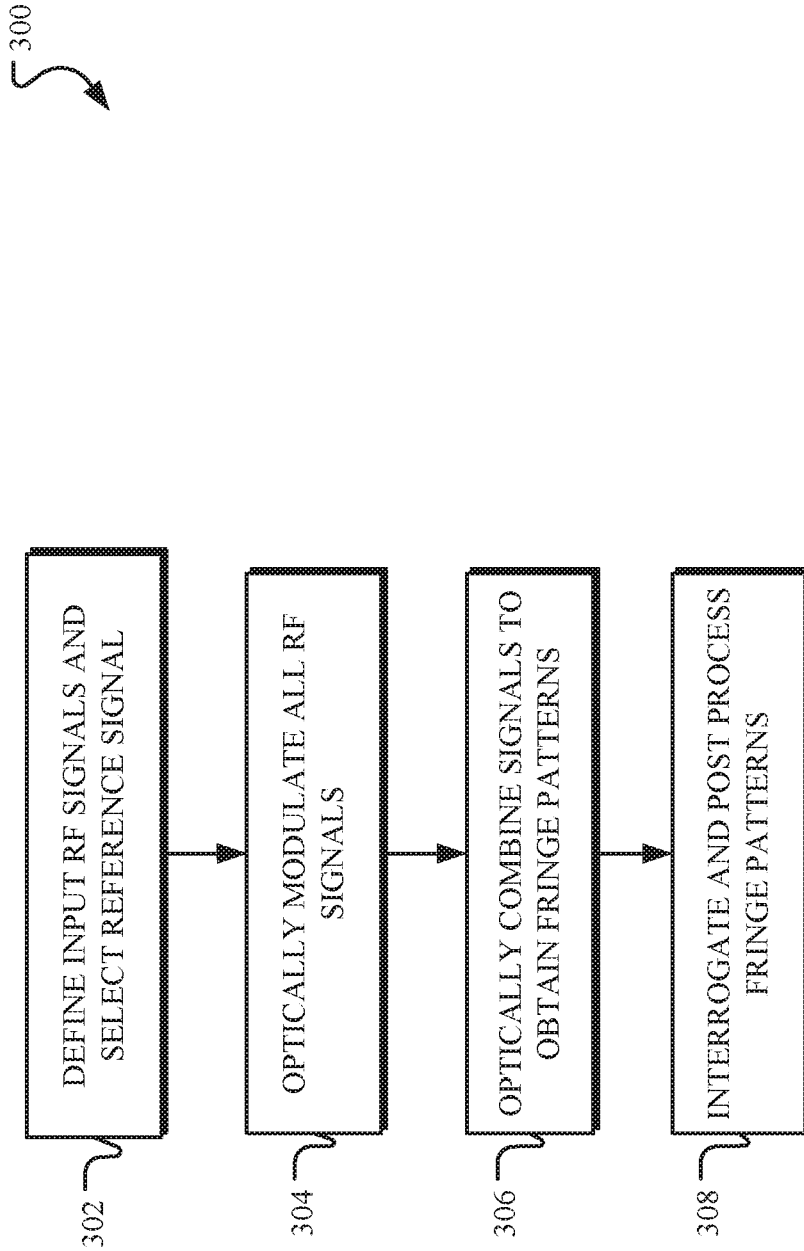 300
302
DEFINE INPUT RF SIGNALS AND
SELECT REFERENCE SIGNAL
304
OPTICALLY MODULATE ALL RF
SIGNALS
306
OPTICALLY COMBINE SIGNALS TO
OBTAIN FRINGE PATTERNS
308
INTERROGATE AND POST PROCESS
FRINGE PATTERNS